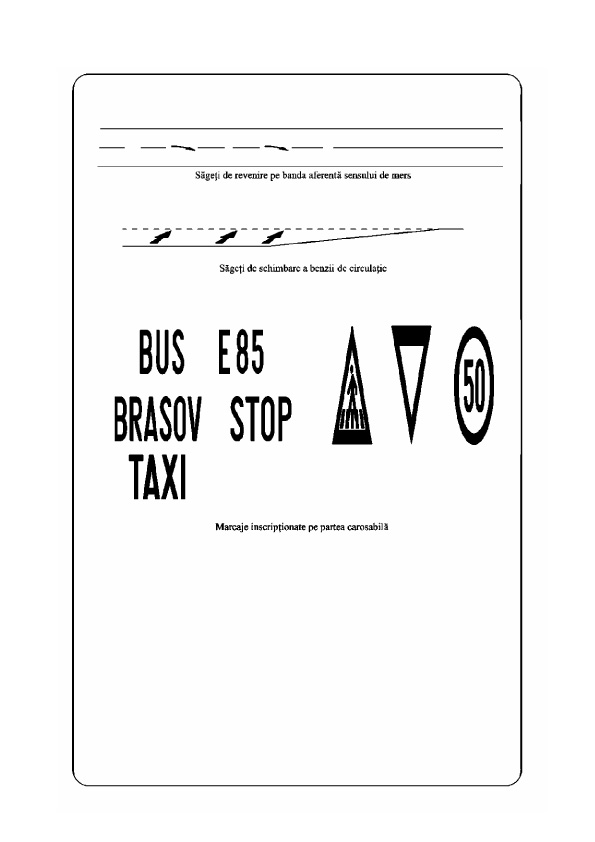 Săgeți de revenire pe banda aferentă sensului de mers
Săgeți de schimbare a benzii de circulație
BUS E85
BRASOV STOP
TAXI
50
Marcaje inscripționate pe partea carosabilă